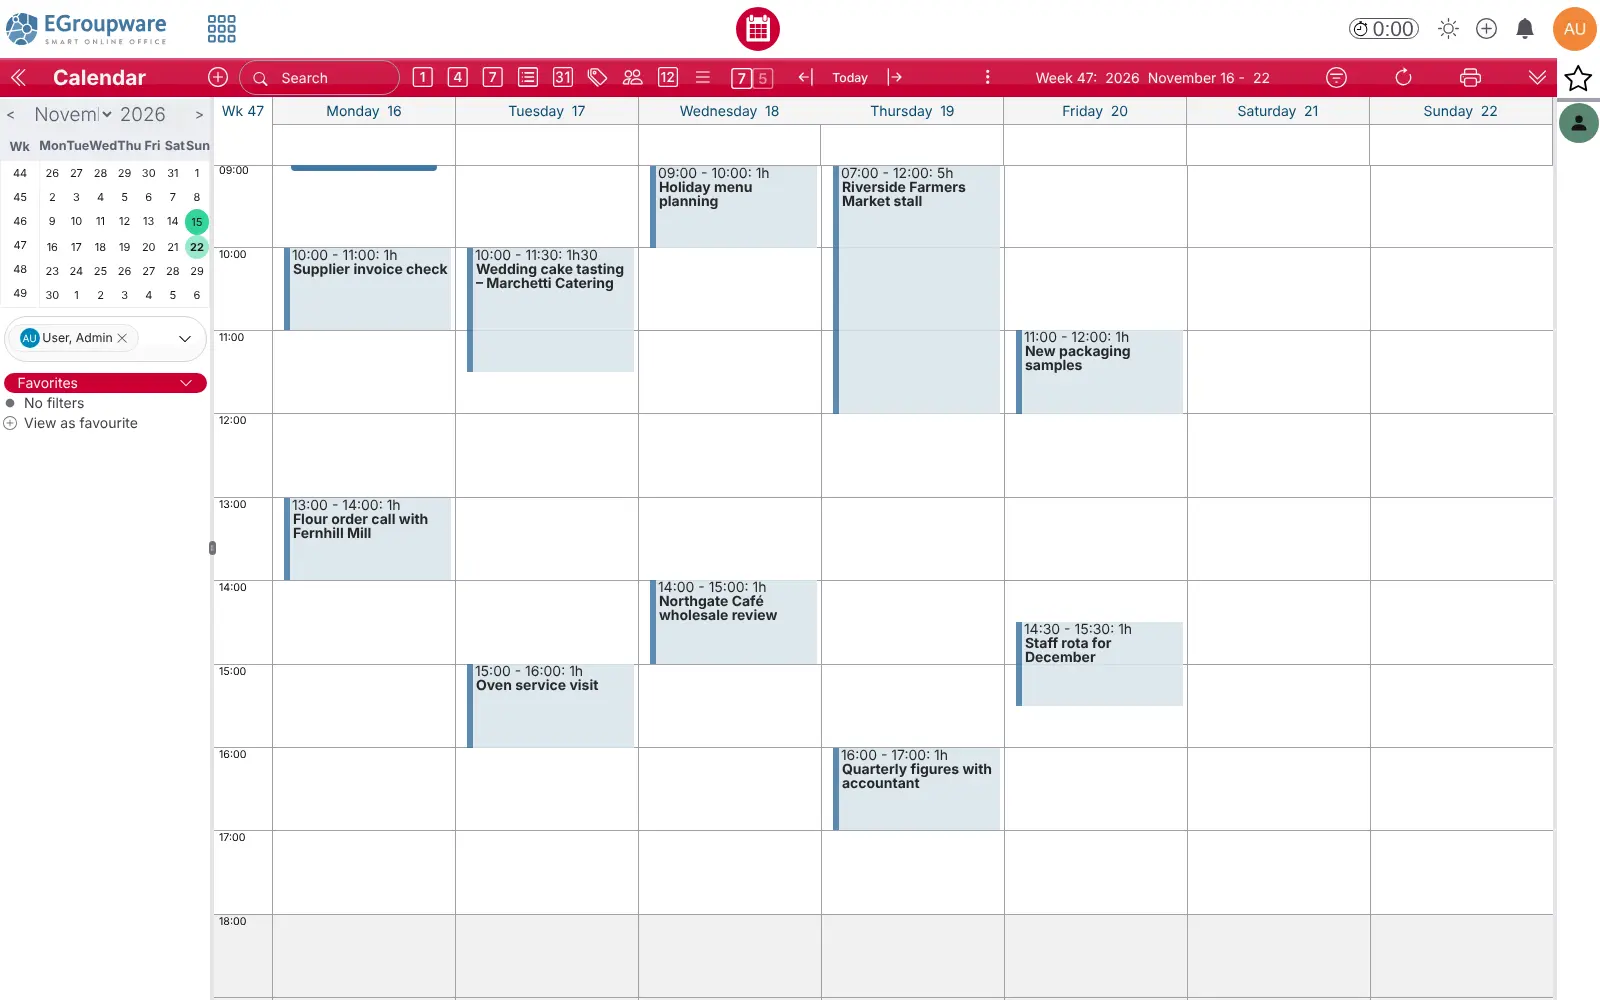 EGroupware
SMART ONLINE OFFICE
0:00
AU
Calendar
Search
1
4
7
31
12
7
5
Today
Week 47: 2026 November 16 - 22
< Novem 2026 >
Wk Mon Tue Wed Thu Fri Sat Sun
44 26 27 28 29 30 31 1
45 2 3 4 5 6 7 8
46 9 10 11 12 13 14 15
47 16 17 18 19 20 21 22
48 23 24 25 26 27 28 29
49 30 1 2 3 4 5 6
AU User, Admin
Favorites
No filters
View as favourite
Wk 47
Monday 16
Tuesday 17
Wednesday 18
Thursday 19
Friday 20
Saturday 21
Sunday 22
09:00
10:00
11:00
12:00
13:00
14:00
15:00
16:00
17:00
18:00
10:00 - 11:00: 1h
Supplier invoice check
13:00 - 14:00: 1h
Flour order call with
Fernhill Mill
10:00 - 11:30: 1h30
Wedding cake tasting
– Marchetti Catering
15:00 - 16:00: 1h
Oven service visit
09:00 - 10:00: 1h
Holiday menu
planning
14:00 - 15:00: 1h
Northgate Café
wholesale review
07:00 - 12:00: 5h
Riverside Farmers
Market stall
16:00 - 17:00: 1h
Quarterly figures with
accountant
11:00 - 12:00: 1h
New packaging
samples
14:30 - 15:30: 1h
Staff rota for
December